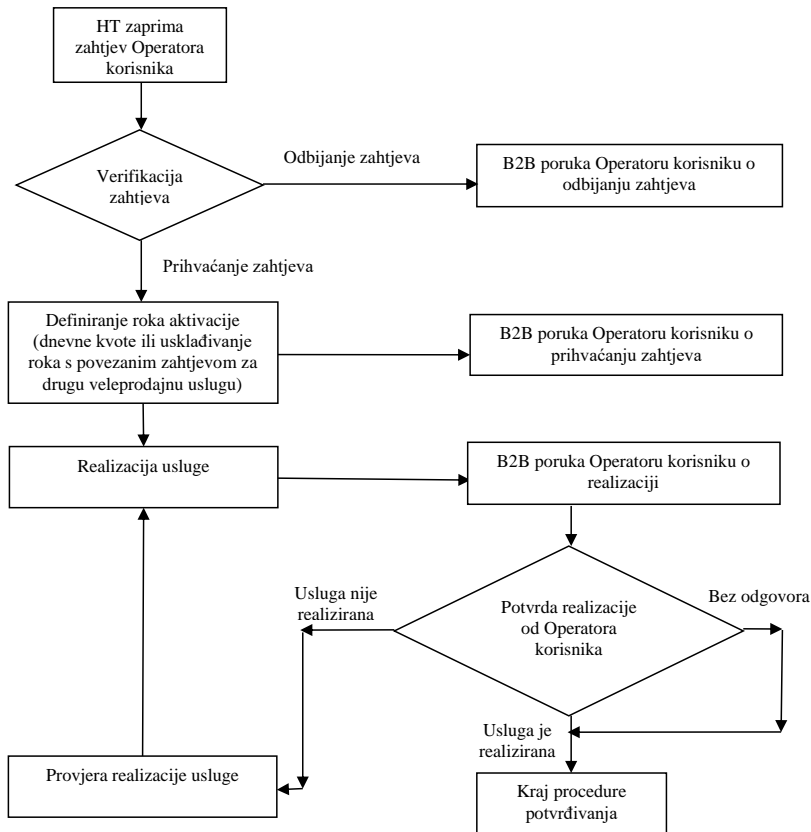 HT zaprima
zahtjev Operatora
korisnika
Odbijanje zahtjeva
Verifikacija
zahtjeva
B2B poruka Operatoru korisniku o
odbijanju zahtjeva
Prihvaćanje zahtjeva
Definiranje roka aktivacije
(dnevne kvote ili usklađivanje
roka s povezanim zahtjevom za
drugu veleprodajnu uslugu)
B2B poruka Operatoru korisniku o
prihvaćanju zahtjeva
Realizacija usluge
B2B poruka Operatoru korisniku o
realizaciji
Usluga nije
realizirana
Potvrda realizacije
od Operatora
korisnika
Bez odgovora
Usluga je
realizirana
Provjera realizacije usluge
Kraj procedure
potvrđivanja